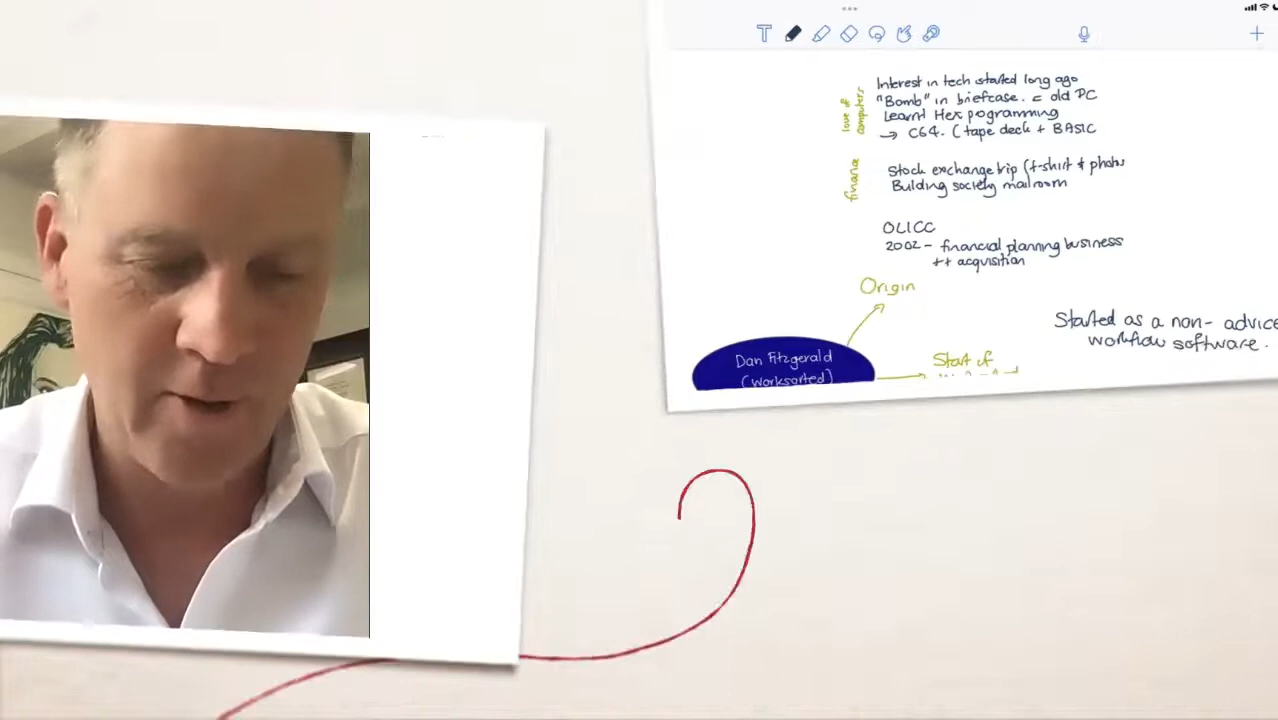 love of
computers
Interest in tech started long ago
"Bomb" in briefcase. = old PC
Learnt Hex pogramming
→ C64. (tape deck + BASIC
finance
Stock exchange trip (t-shirt & photos
Building society mailroom
OLICC
2002 - financial planning business
++ acquisition
Origin
Started as a non-advice
workflow software.
Dan Fitzgerald
(worksorted)
Start of